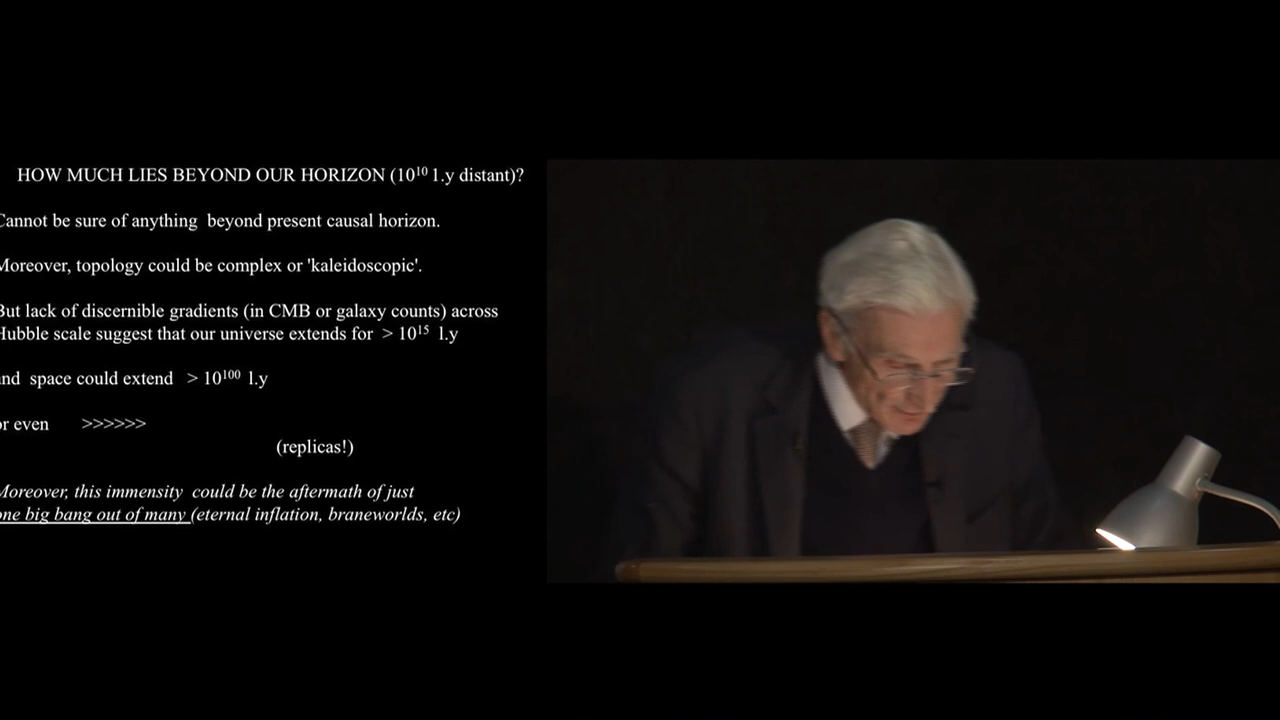 HOW MUCH LIES BEYOND OUR HORIZON (10¹⁰ l.y distant)?
Cannot be sure of anything beyond present causal horizon.
Moreover, topology could be complex or 'kaleidoscopic'.
But lack of discernible gradients (in CMB or galaxy counts) across
Hubble scale suggest that our universe extends for > 10¹⁵ l.y
and space could extend > 10¹⁰⁰ l.y
or even >>>>>>
(replicas!)
Moreover, this immensity could be the aftermath of just
one big bang out of many (eternal inflation, braneworlds, etc)